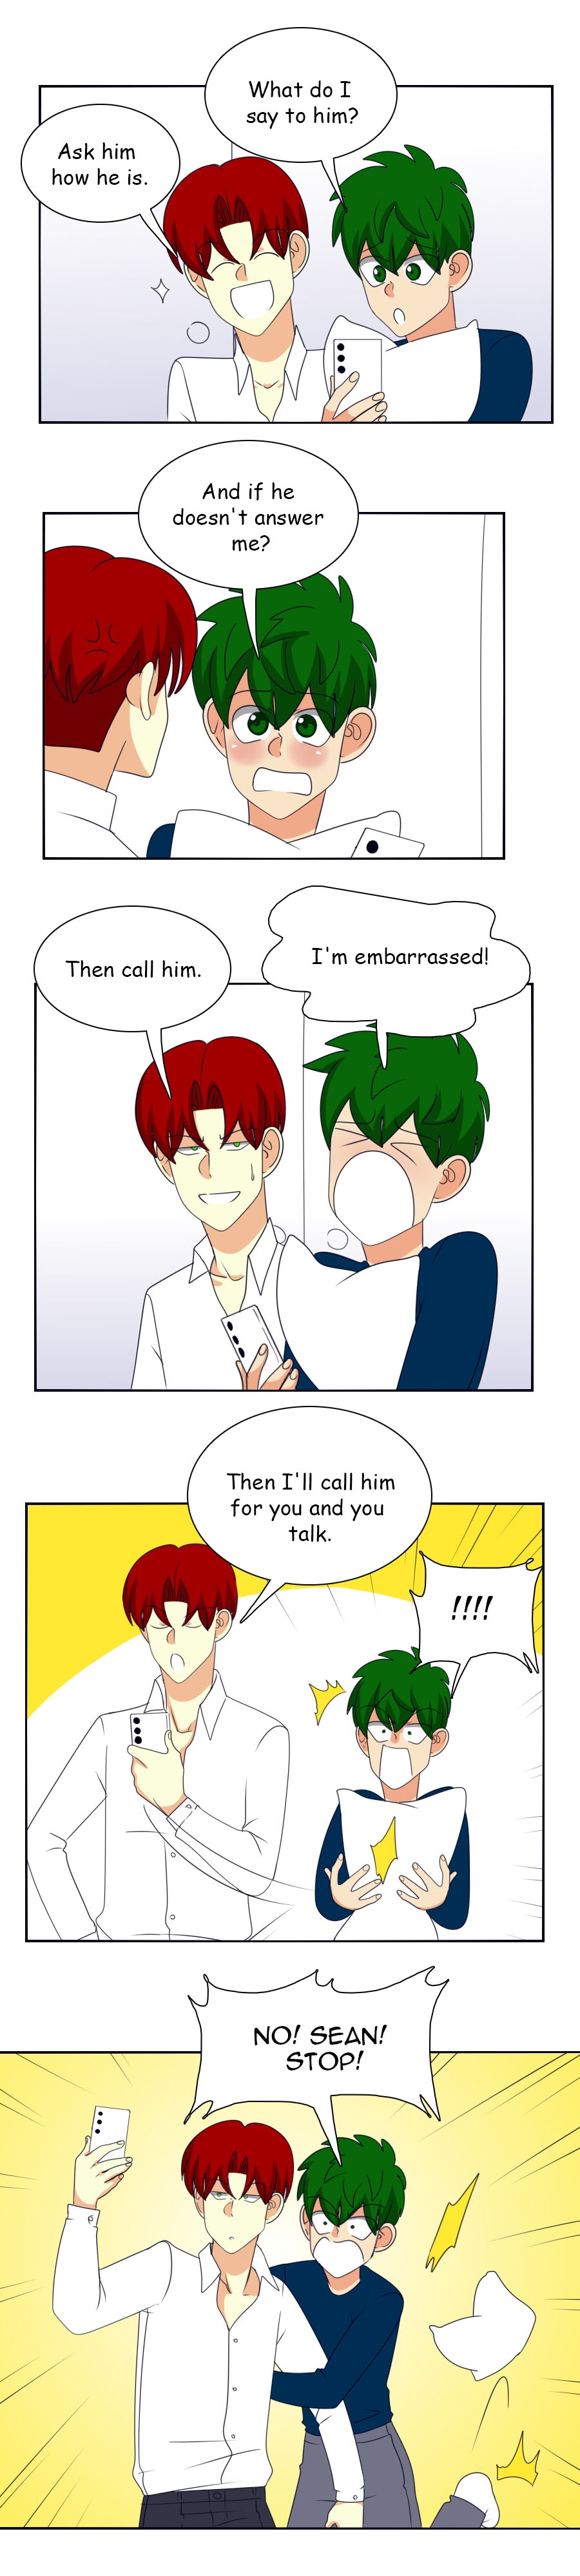 What do I
say to him?
Ask him
how he is.
And if he
doesn't answer
me?
Then call him.
I'm embarrassed!
Then I'll call him
for you and you
talk.
!!!!
NO! SEAN!
STOP!